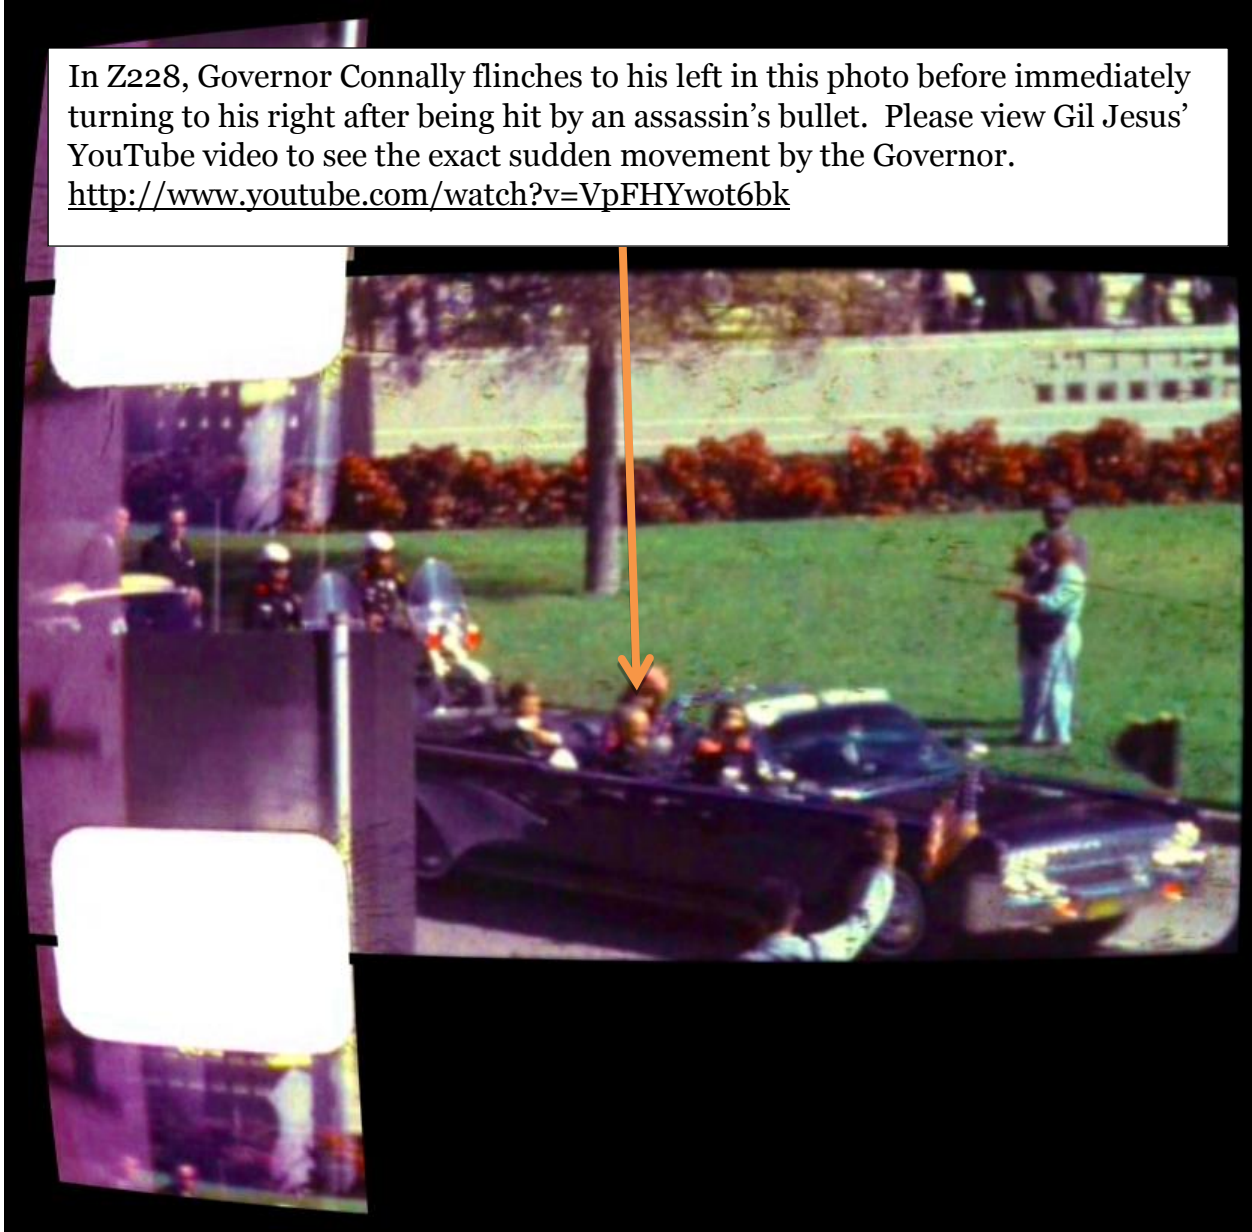 In Z228, Governor Connally flinches to his left in this photo before immediately
turning to his right after being hit by an assassin’s bullet.  Please view Gil Jesus’
YouTube video to see the exact sudden movement by the Governor.
http://www.youtube.com/watch?v=VpFHYwot6bk